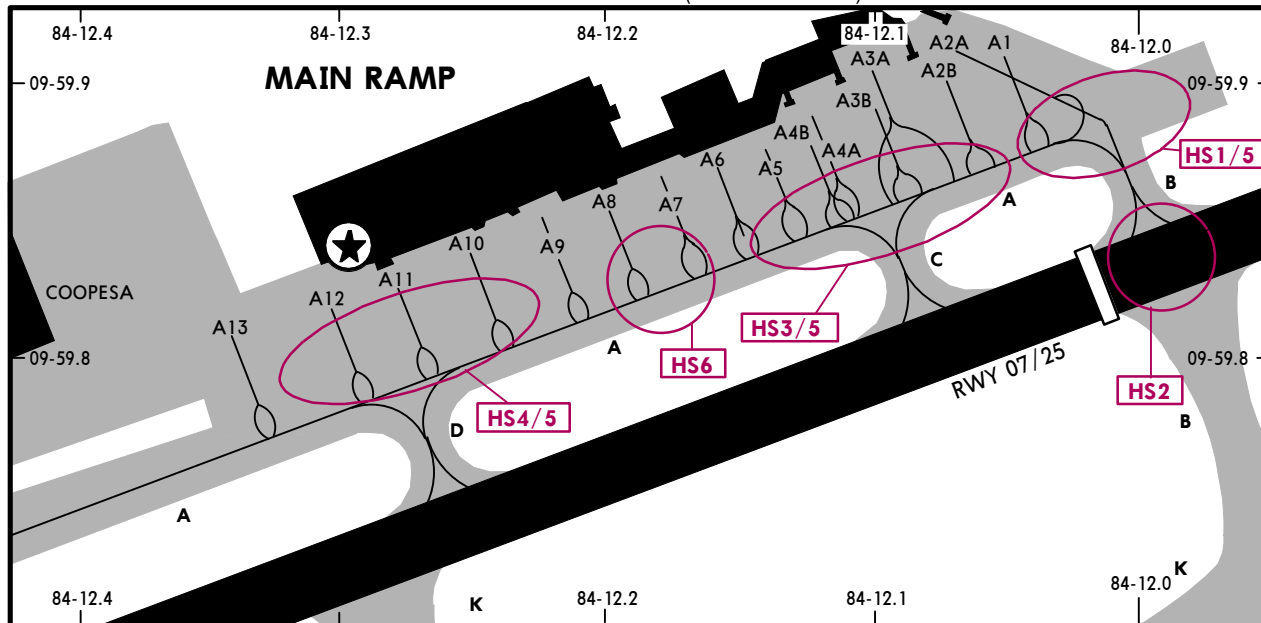 84-12.4
84-12.3
84-12.2
84-12.1
84-12.0
A2A
A1
A3A
A2B
09-59.9
MAIN RAMP
09-59.9
A3B
A4B
A4A
HS1/5
A6
A5
B
A8
A7
A
A10
A9
C
A11
COOPESA
A12
A13
HS3/5
A
09-59.8
HS6
09-59.8
RWY 07/25
HS2
HS4/5
B
D
A
K
84-12.4
K
84-12.2
84-12.1
84-12.0